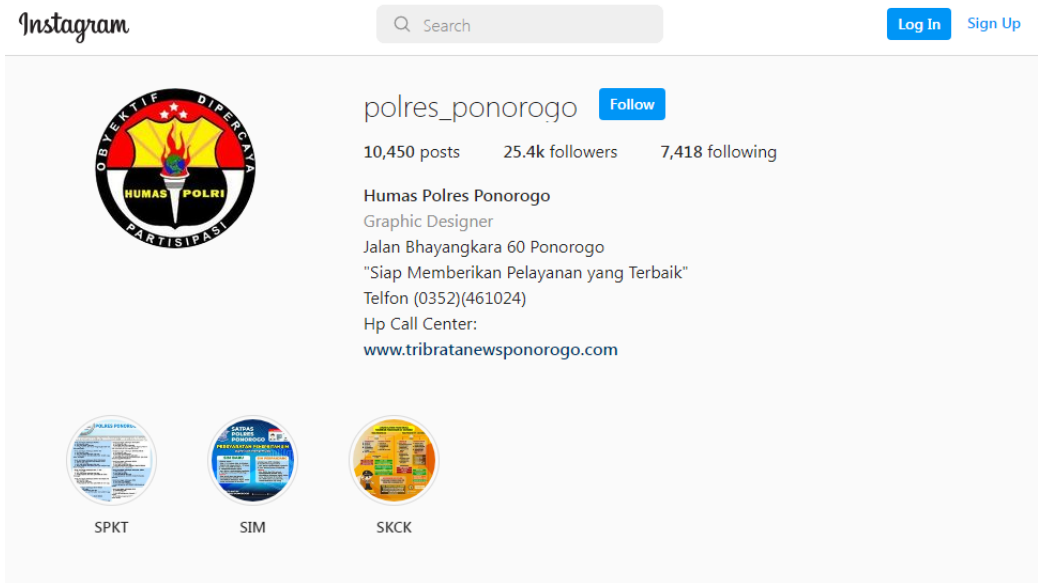 Instagram
Search
Log In
Sign Up
OBYEKTIF DIPERCAYA
HUMAS POLRI
PARTISIPASI
polres_ponorogo
Follow
10,450 posts 25.4k followers 7,418 following
Humas Polres Ponorogo
Graphic Designer
Jalan Bhayangkara 60 Ponorogo
"Siap Memberikan Pelayanan yang Terbaik"
Telfon (0352)(461024)
Hp Call Center:
www.tribratanewsponorogo.com
SATPAS
POLRES
PONOROGO
SPKT
SIM
SKCK